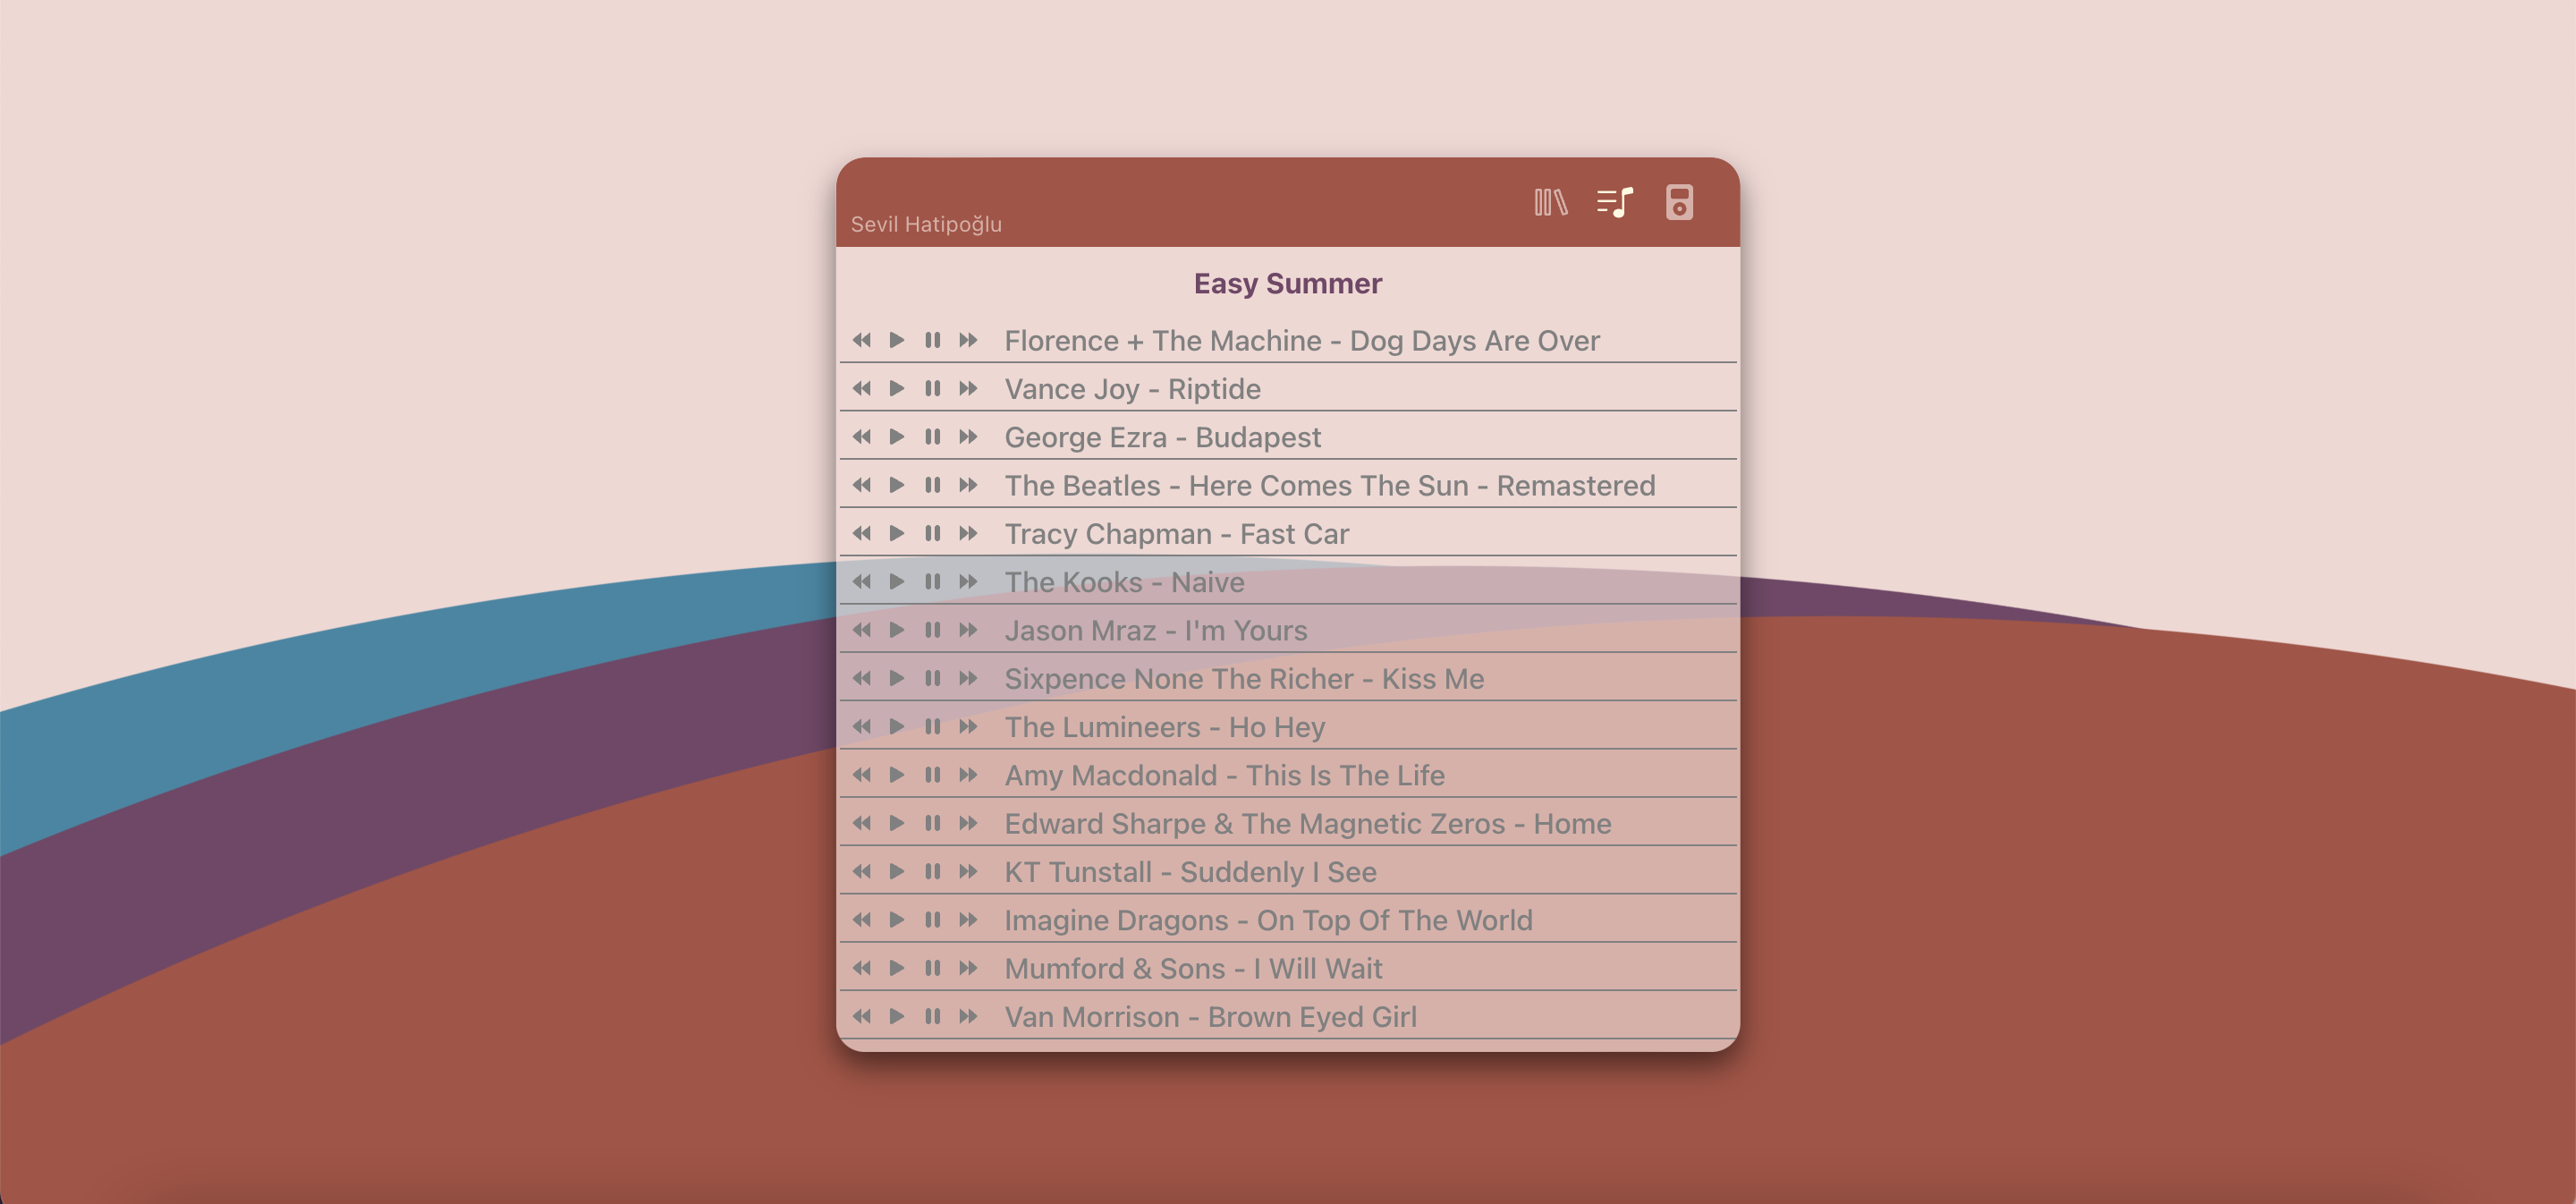 Sevil Hatipoğlu
Easy Summer
Florence + The Machine - Dog Days Are Over
Vance Joy - Riptide
George Ezra - Budapest
The Beatles - Here Comes The Sun - Remastered
Tracy Chapman - Fast Car
The Kooks - Naive
Jason Mraz - I'm Yours
Sixpence None The Richer - Kiss Me
The Lumineers - Ho Hey
Amy Macdonald - This Is The Life
Edward Sharpe & The Magnetic Zeros - Home
KT Tunstall - Suddenly I See
Imagine Dragons - On Top Of The World
Mumford & Sons - I Will Wait
Van Morrison - Brown Eyed Girl